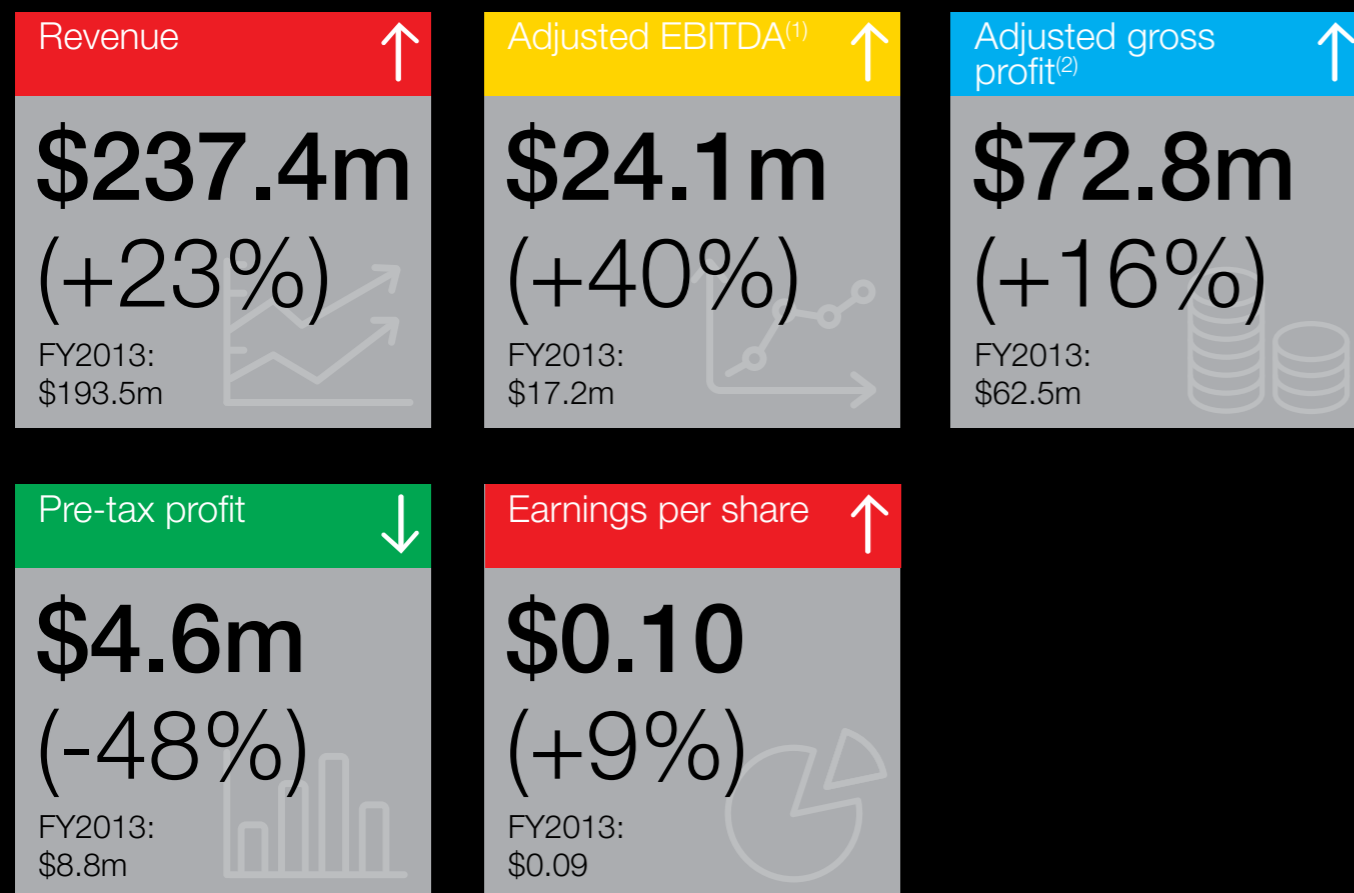 Revenue
$237.4m
(+23%)
FY2013:
$193.5m
Adjusted EBITDA(1)
$24.1m
(+40%)
FY2013:
$17.2m
Adjusted gross
profit(2)
$72.8m
(+16%)
FY2013:
$62.5m
Pre-tax profit
$4.6m
(-48%)
FY2013:
$8.8m
Earnings per share
$0.10
(+9%)
FY2013:
$0.09